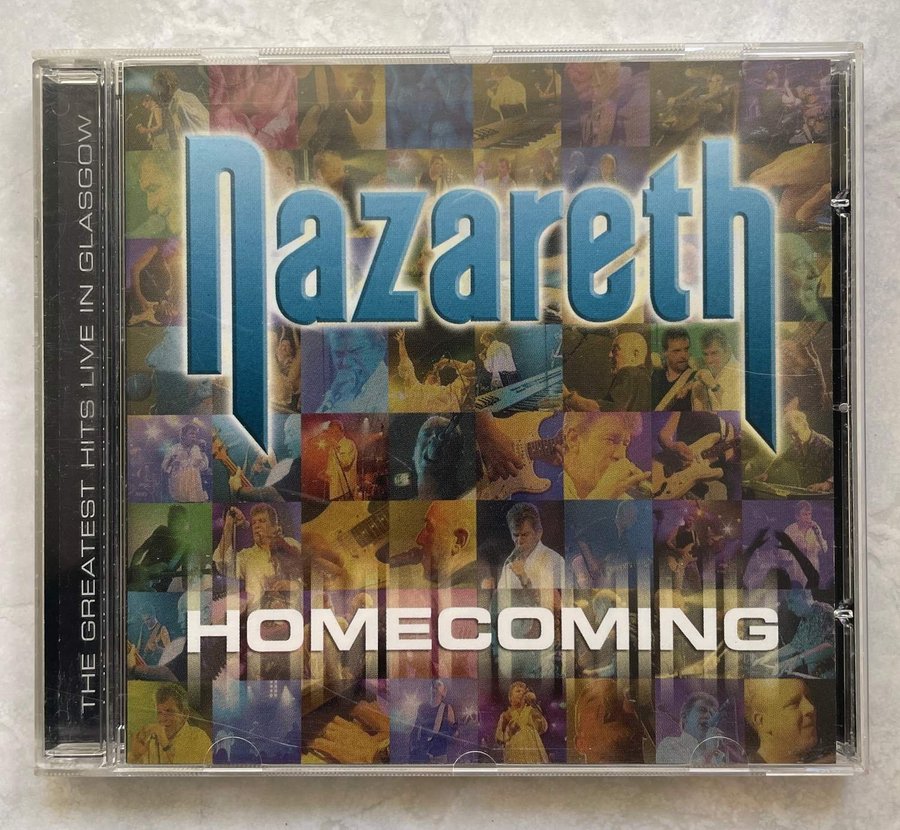 THE GREATEST HITS LIVE IN GLASGOW
nazareth
HOMECOMING